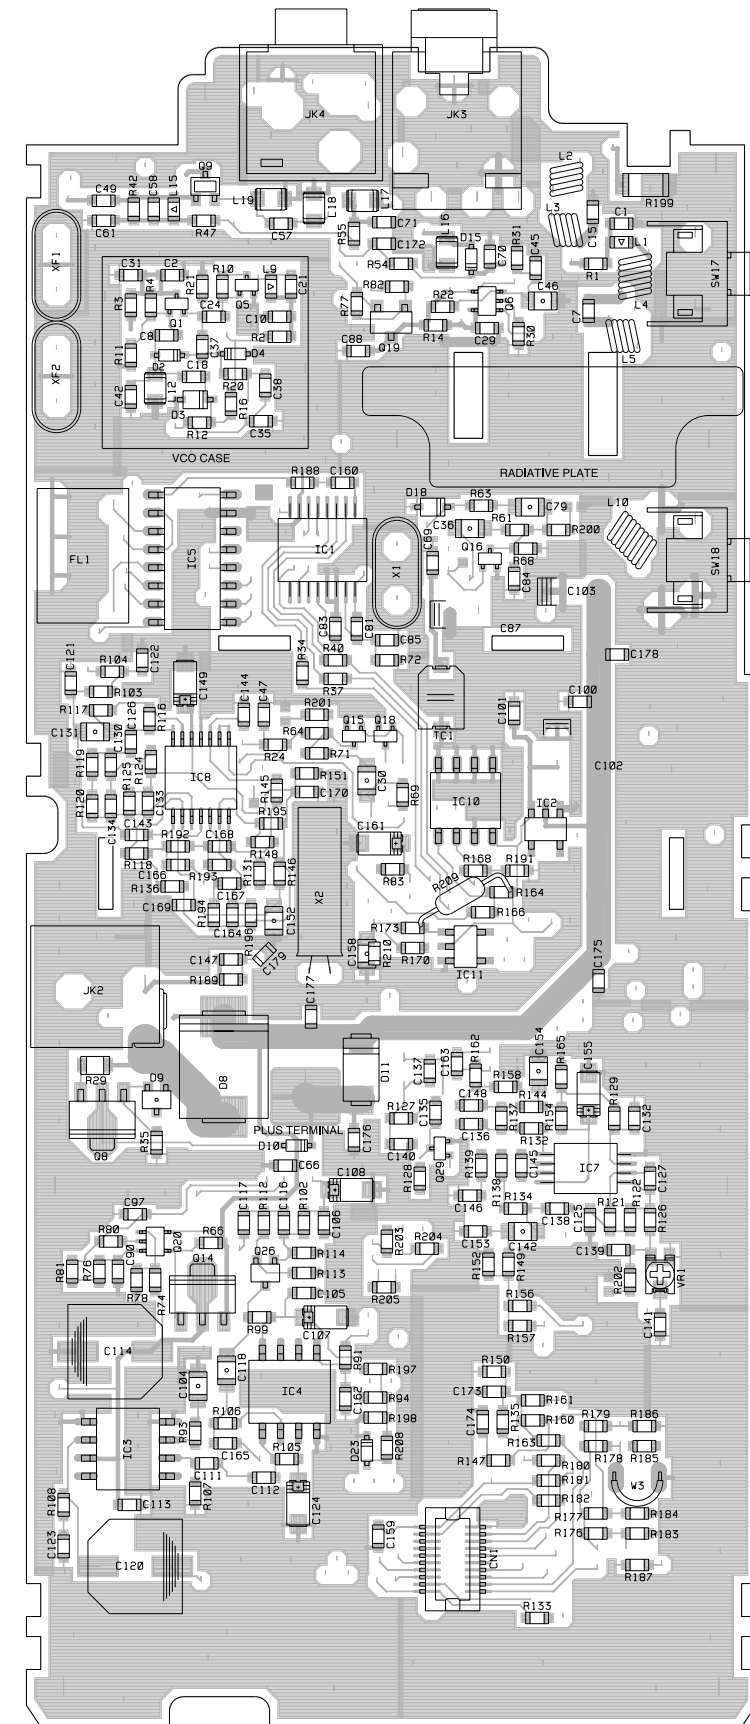 JK4
JK3
Q9
L2
C49
R42
C58
L15
L19
C18
L17
R199
C61
R47
C57
R55
C71
C172
L16
D15
C70
R31
C45
L3
C15
C1
L1
XF1
C31
C2
R21
R10
L9
C21
R54
R82
R1
L4
SW17
R3
R4
Q1
C24
Q5
C10
R77
R22
Q6
C46
C7
C8
R2
Q19
R14
C29
R30
L5
XF2
R11
D2
C37
D4
C88
C42
L12
C18
R20
C38
D3
R12
R16
C35
VCO CASE
RADIATIVE PLATE
R188
C160
D18
R63
C79
L10
FL1
IC5
IC1
X1
C36
R61
R200
C69
Q16
R68
C84
C103
SW18
C83
C81
C85
C87
C121
R104
C122
R34
R40
R72
C178
R103
C149
R37
R117
C126
R116
C144
C47
R201
C101
C100
C131
C130
R64
Q15
Q18
TC1
R119
R125
R124
IC8
R24
R71
C102
R151
C30
R69
IC10
IC2
R120
C134
C133
R145
C170
C143
R195
R192
C168
C161
R118
R148
C166
R193
R131
R146
X2
R83
R168
R191
R136
C167
R209
R164
C169
R194
C164
R196
C152
R166
R173
C147
C179
C158
R210
R170
IC11
R189
JK2
C177
C175
R29
D9
D8
D11
C137
C163
R162
C154
R165
C155
R158
R129
R127
C135
C148
R137
R144
R154
C132
PLUS TERMINAL
C176
C136
R132
Q8
R35
D10
C140
Q29
R139
R138
C145
IC7
C66
R128
R122
C127
C108
C146
R134
C97
C117
R112
C116
R102
C106
C138
C125
R121
R126
R80
C90
Q20
R66
R203
R204
C153
C142
C139
Q14
Q26
R114
R81
R76
R113
R152
R149
R202
VR1
R78
R74
C105
R205
R156
R99
C107
R157
C141
C114
R91
C104
C118
R197
R150
IC4
C173
C162
R94
R161
R106
R198
C174
R135
R160
R179
R186
IC3
R93
C165
R105
D23
R208
R163
R178
R185
R147
R180
C111
C112
R181
W3
R107
C124
R182
R108
C113
R177
R184
C123
C159
R176
R183
C120
CN1
R187
R133